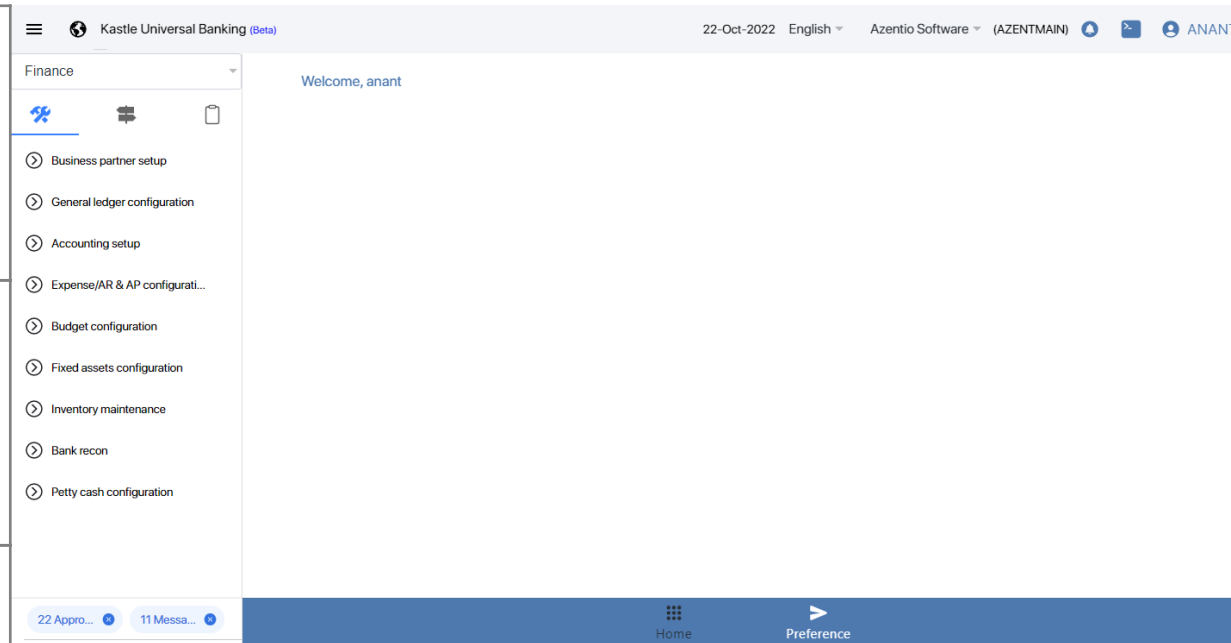 Kastle Universal Banking (Beta)
22-Oct-2022 English Azentio Software (AZENTMAIN) ANANT
Finance
Welcome, anant
Business partner setup
General ledger configuration
Accounting setup
Expense/AR & AP configurati...
Budget configuration
Fixed assets configuration
Inventory maintenance
Bank recon
Petty cash configuration
22 Appro... 11 Messa...
Home Preference